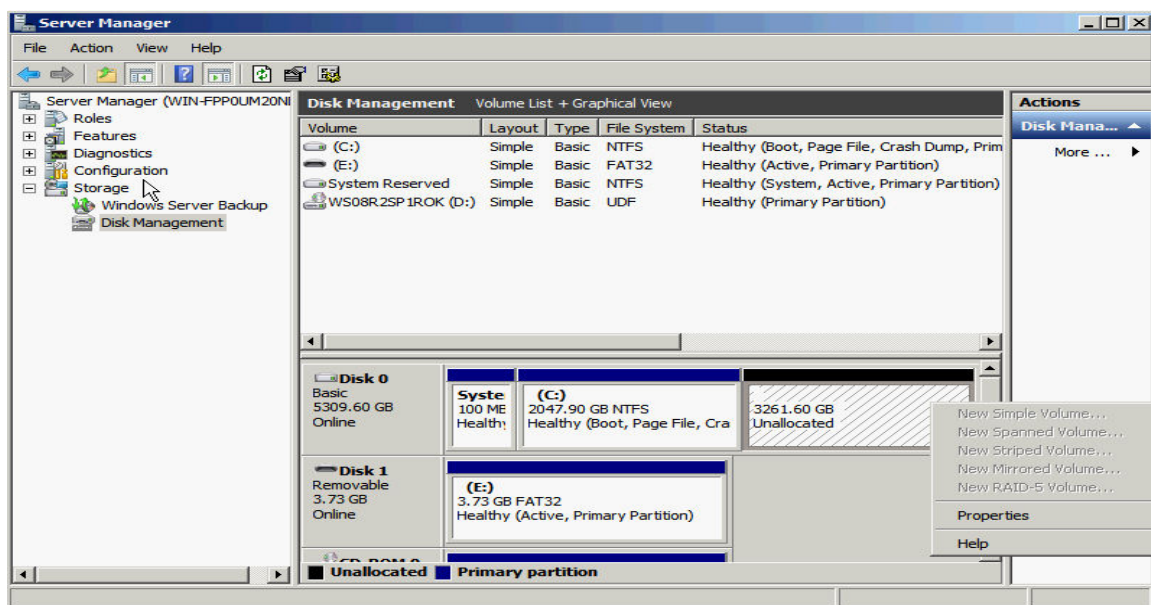 Server Manager
File Action View Help
Server Manager (WIN-FPP0UM20NI
Roles
Features
Diagnostics
Configuration
Storage
Windows Server Backup
Disk Management
Disk Management Volume List + Graphical View
Volume Layout Type File System Status
(C:) Simple Basic NTFS Healthy (Boot, Page File, Crash Dump, Prim
(E:) Simple Basic FAT32 Healthy (Active, Primary Partition)
System Reserved Simple Basic NTFS Healthy (System, Active, Primary Partition)
WS08R2SP1ROK (D:) Simple Basic UDF Healthy (Primary Partition)
Disk 0
Basic
5309.60 GB
Online
Syste
100 ME
Health
(C:)
2047.90 GB NTFS
Healthy (Boot, Page File, Cra
3261.60 GB
Unallocated
Disk 1
Removable
3.73 GB
Online
(E:)
3.73 GB FAT32
Healthy (Active, Primary Partition)
CD-ROM 0
Unallocated Primary partition
Actions
Disk Mana...
More ...
New Simple Volume...
New Spanned Volume...
New Striped Volume...
New Mirrored Volume...
New RAID-5 Volume...
Properties
Help